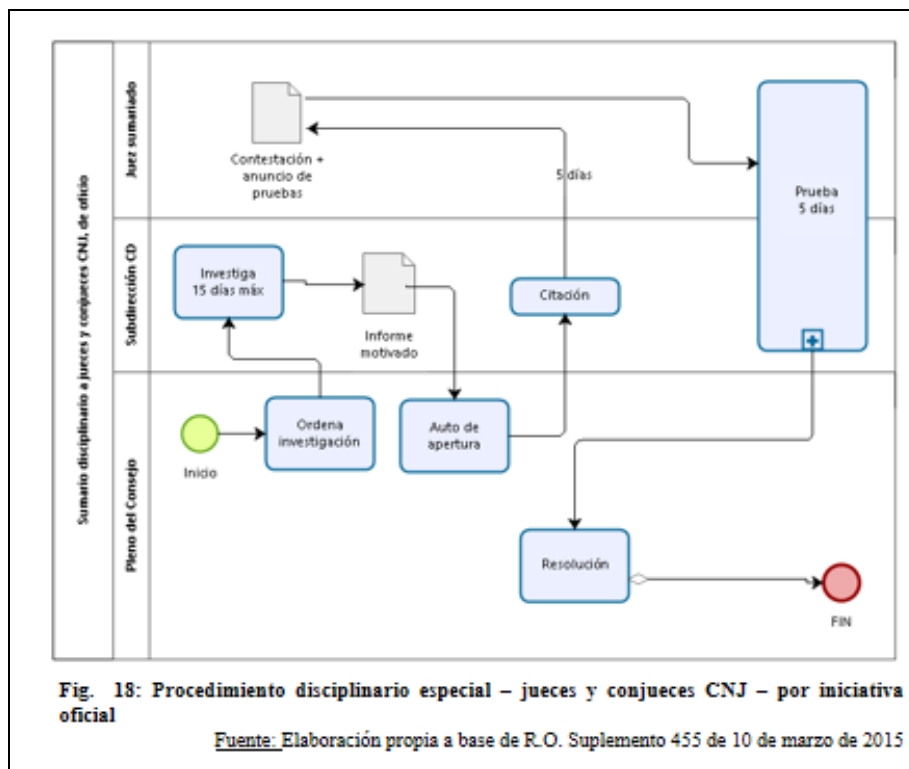 Sumario disciplinario a jueces y conjueces CNJ, de oficio
Juez sumariado
Contestación +
anuncio de
pruebas
5 días
Prueba
5 días
Subdirección CD
Investiga
15 días máx
Informe
motivado
Citación
Pleno del Consejo
Inicio
Ordena
investigación
Auto de
apertura
Resolución
FIN
Fig. 18: Procedimiento disciplinario especial – jueces y conjueces CNJ – por iniciativa
oficial
Fuente: Elaboración propia a base de R.O. Suplemento 455 de 10 de marzo de 2015